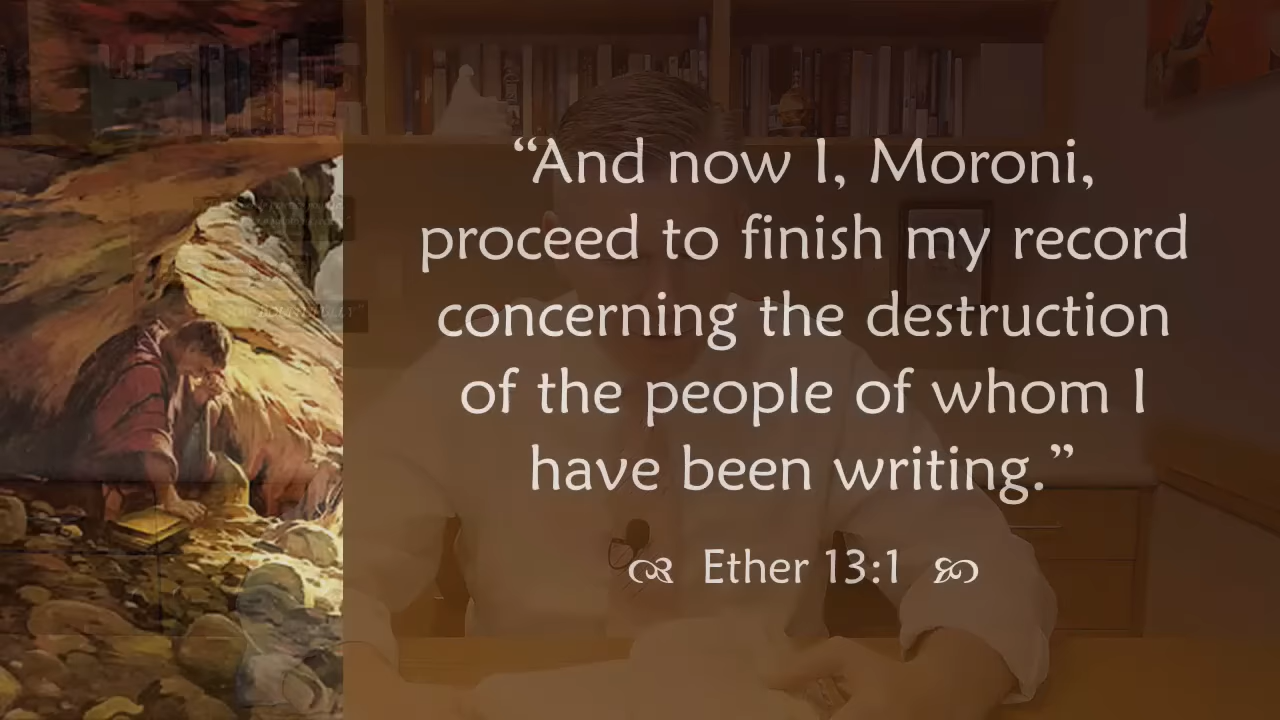 “And now I, Moroni,
proceed to finish my record
concerning the destruction
of the people of whom I
have been writing.”
Ether 13:1